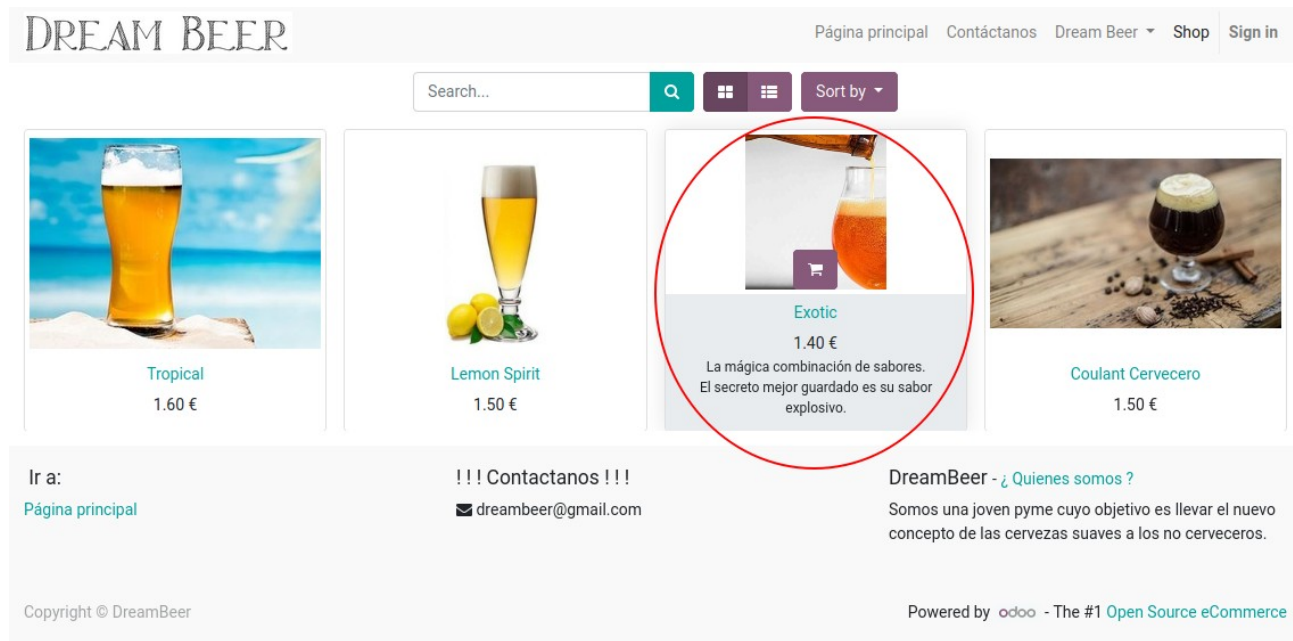 DREAM BEER
Página principal Contáctanos Dream Beer Shop Sign in
Search... Sort by
Tropical
1.60 €
Lemon Spirit
1.50 €
Exotic
1.40 €
La mágica combinación de sabores.
El secreto mejor guardado es su sabor
explosivo.
Coulant Cervecero
1.50 €
Ir a:
Página principal
! ! ! Contactanos ! ! !
dreambeer@gmail.com
DreamBeer - ¿ Quienes somos ?
Somos una joven pyme cuyo objetivo es llevar el nuevo
concepto de las cervezas suaves a los no cerveceros.
Copyright © DreamBeer
Powered by odoo - The #1 Open Source eCommerce